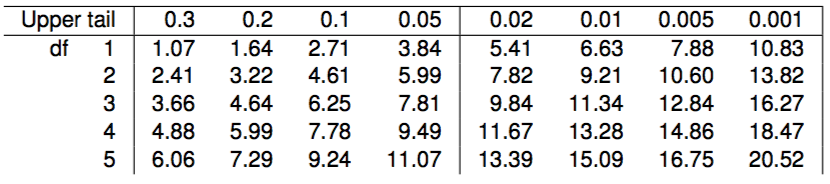 Upper tail 0.3 0.2 0.1 0.05 0.02 0.01 0.005 0.001
df 1 1.07 1.64 2.71 3.84 5.41 6.63 7.88 10.83
2 2.41 3.22 4.61 5.99 7.82 9.21 10.60 13.82
3 3.66 4.64 6.25 7.81 9.84 11.34 12.84 16.27
4 4.88 5.99 7.78 9.49 11.67 13.28 14.86 18.47
5 6.06 7.29 9.24 11.07 13.39 15.09 16.75 20.52